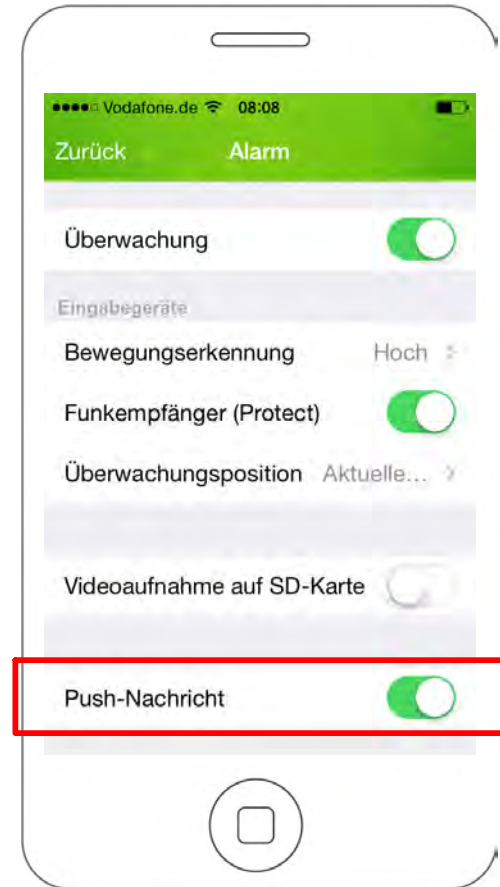 Vodafone.de 08:08
Zurück Alarm
Überwachung
Eingabegeräte
Bewegungserkennung Hoch
Funkempfänger (Protect)
Überwachungsposition Aktuelle...
Videoaufnahme auf SD-Karte
Push-Nachricht